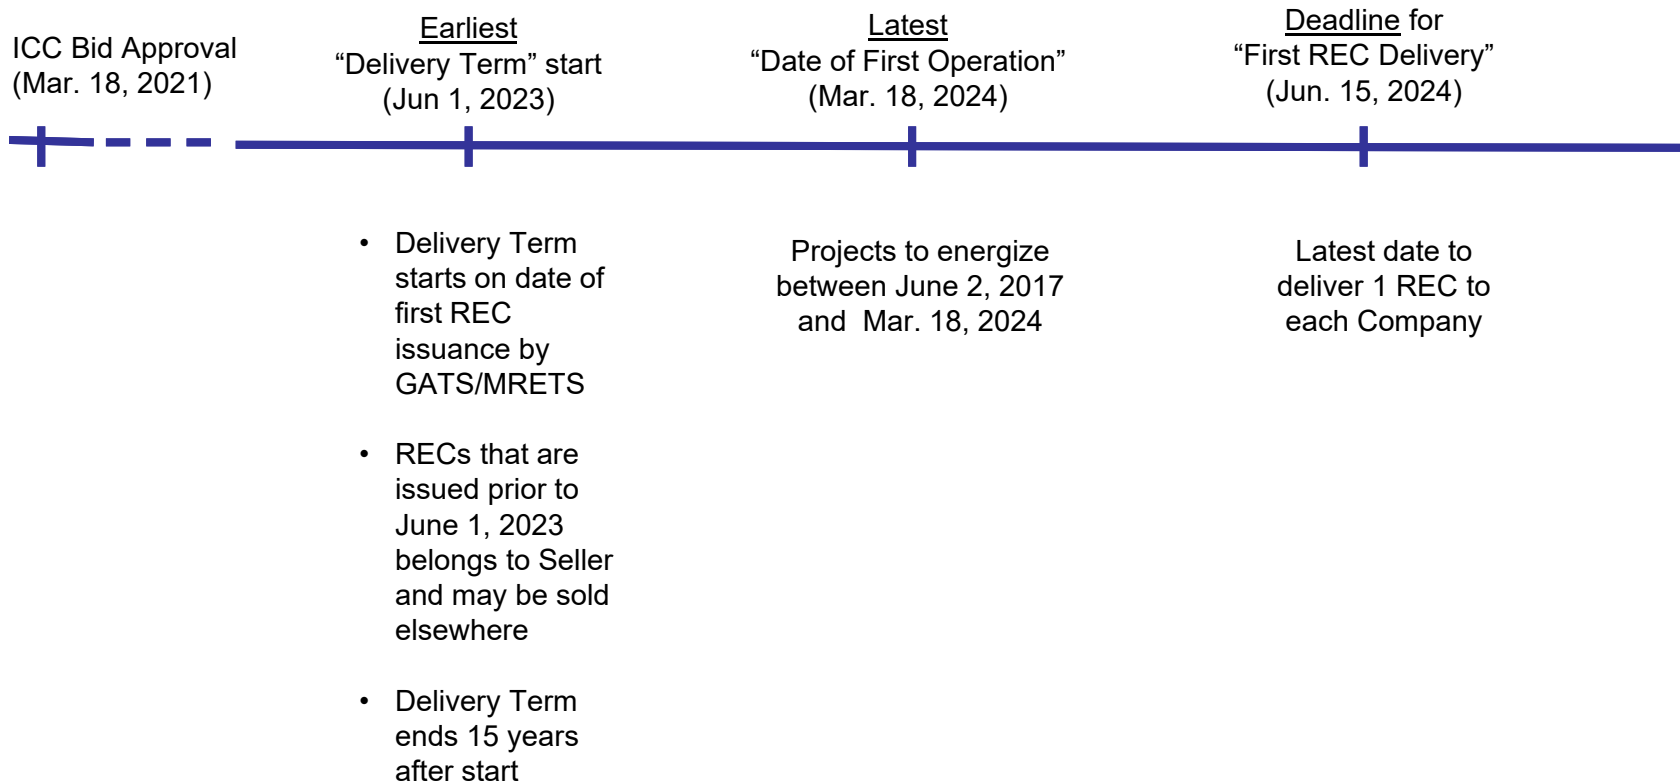 ICC Bid Approval
(Mar. 18, 2021)
Earliest
“Delivery Term” start
(Jun 1, 2023)
Latest
“Date of First Operation”
(Mar. 18, 2024)
Deadline for
“First REC Delivery”
(Jun. 15, 2024)
• Delivery Term
starts on date of
first REC
issuance by
GATS/MRETS
• RECs that are
issued prior to
June 1, 2023
belongs to Seller
and may be sold
elsewhere
• Delivery Term
ends 15 years
after start
Projects to energize
between June 2, 2017
and Mar. 18, 2024
Latest date to
deliver 1 REC to
each Company